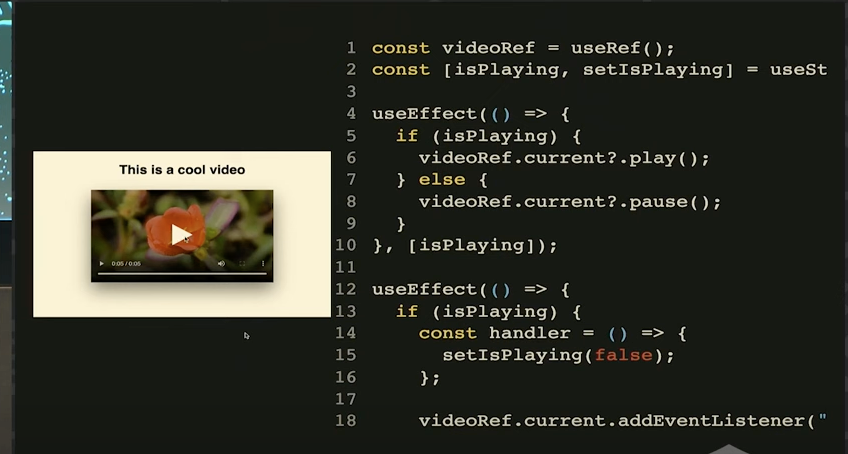 This is a cool video
0:05 / 0:05
1 const videoRef = useRef();
2 const [isPlaying, setIsPlaying] = useSt
3
4 useEffect(() => {
5   if (isPlaying) {
6     videoRef.current?.play();
7   } else {
8     videoRef.current?.pause();
9   }
10 }, [isPlaying]);
11
12 useEffect(() => {
13   if (isPlaying) {
14     const handler = () => {
15       setIsPlaying(false);
16     };
17
18     videoRef.current.addEventListener("